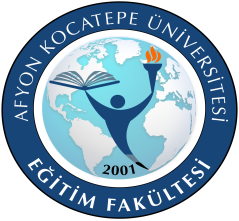 AFYON KOCATEPE ÜNİVERSİTESİ
2001
EĞİTİM FAKÜLTESİ